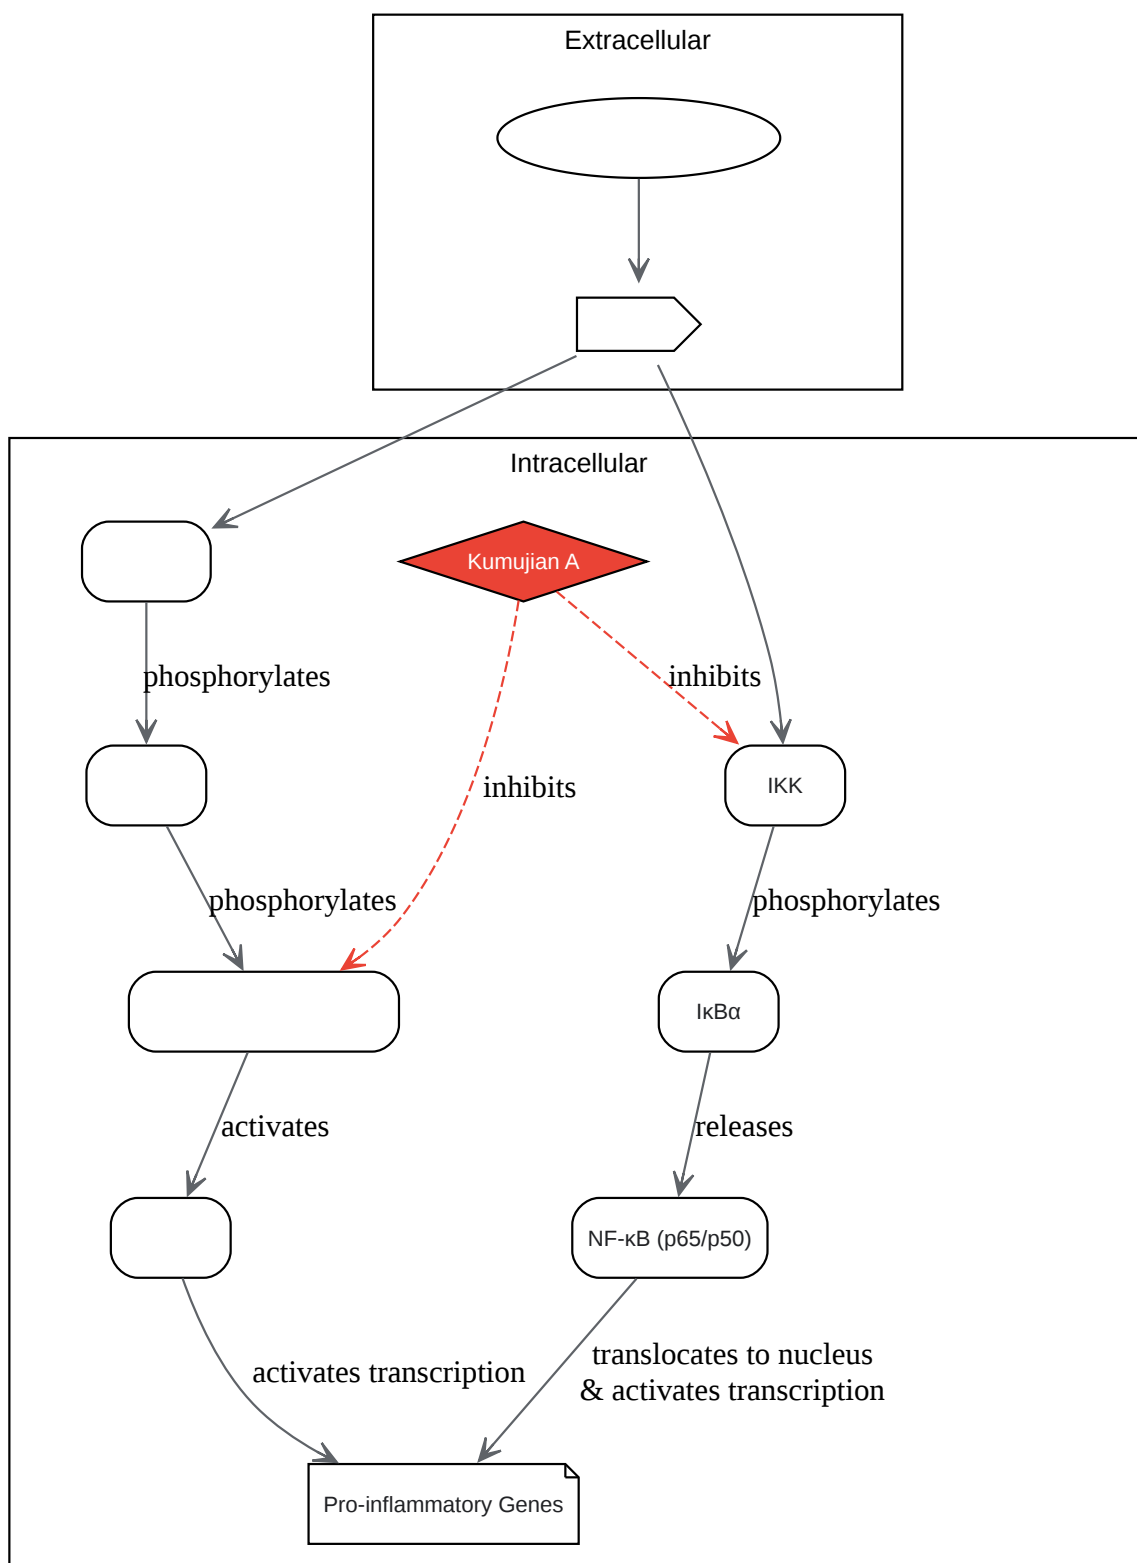 Extracellular
Intracellular
Kumujian A
phosphorylates
inhibits
inhibits
IKK
phosphorylates
phosphorylates
IκBα
activates
releases
NF-κB (p65/p50)
activates transcription
translocates to nucleus
& activates transcription
Pro-inflammatory Genes